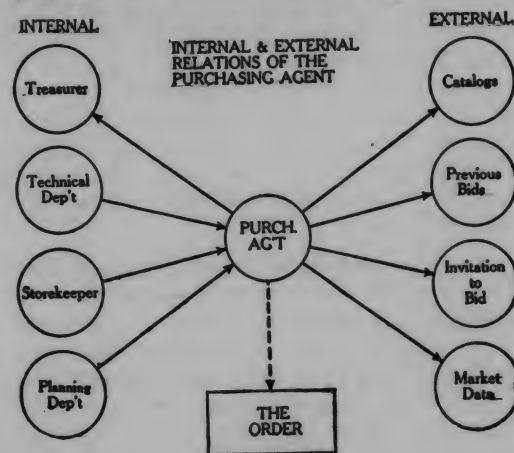 INTERNAL
EXTERNAL
INTERNAL & EXTERNAL
RELATIONS OF THE
PURCHASING AGENT
Treasurer
Technical
Dep't
Storekeeper
Planning
Dep't
PURCH.
AGT
Catalogs
Previous
Bids
Invitation
to
Bid
Market
Data
THE
ORDER